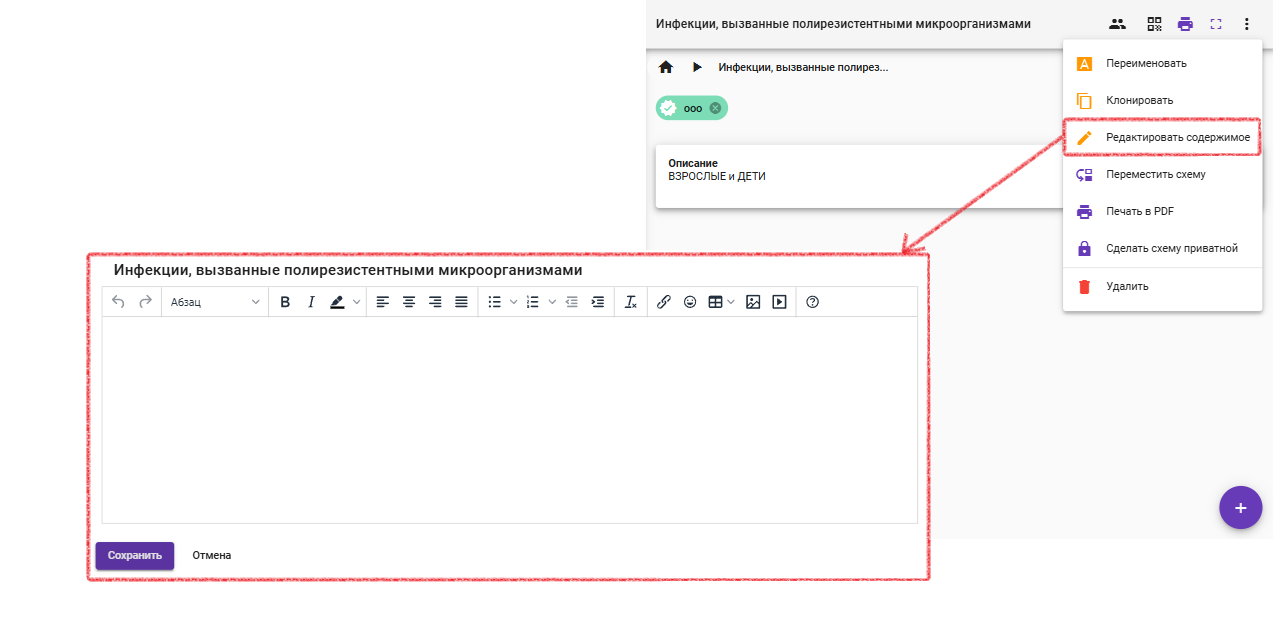 Инфекции, вызванные полирезистентными микроорганизмами
Инфекции, вызванные полирез...
ооо
Описание
ВЗРОСЛЫЕ и ДЕТИ
Переименовать
Клонировать
Редактировать содержимое
Переместить схему
Печать в PDF
Сделать схему приватной
Удалить
Инфекции, вызванные полирезистентными микроорганизмами
Абзац
Сохранить Отмена